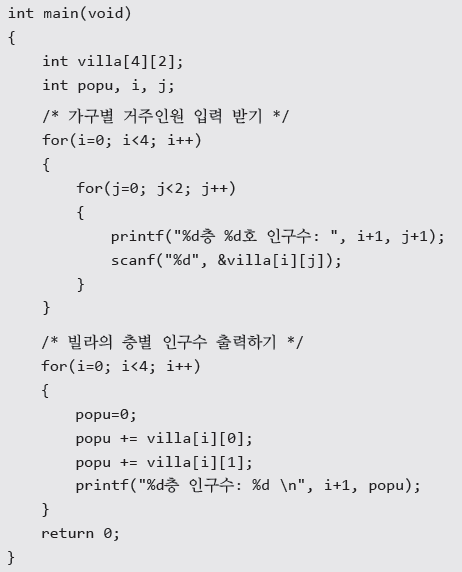 int main(void)
{
    int villa[4][2];
    int popu, i, j;
    /* 가구별 거주인원 입력 받기 */
    for(i=0; i<4; i++)
    {
        for(j=0; j<2; j++)
        {
            printf("%d층 %d호 인구수: ", i+1, j+1);
            scanf("%d", &villa[i][j]);
        }
    }
    /* 빌라의 층별 인구수 출력하기 */
    for(i=0; i<4; i++)
    {
        popu=0;
        popu += villa[i][0];
        popu += villa[i][1];
        printf("%d층 인구수: %d \n", i+1, popu);
    }
    return 0;
}